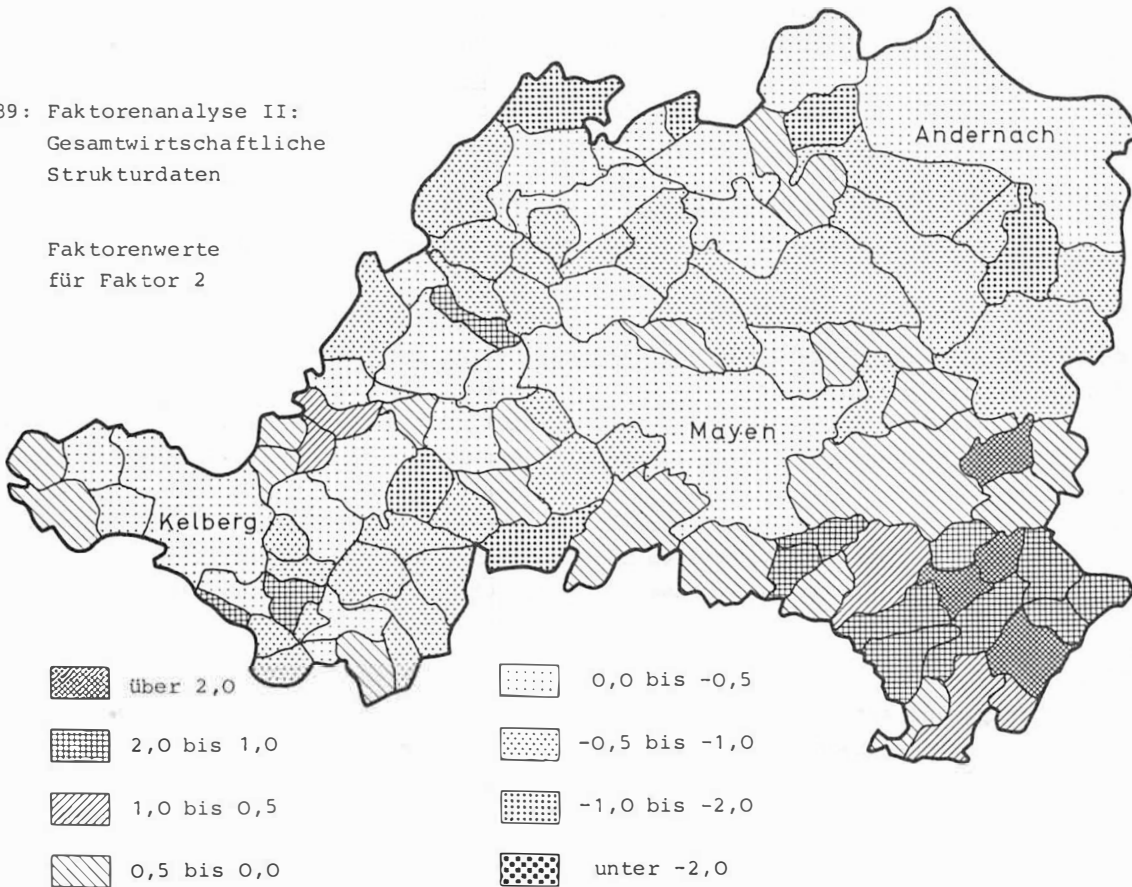 89: Faktorenanalyse II:
Gesamtwirtschaftliche
Strukturdaten
Faktorenwerte
für Faktor 2
Andernach
Mayen
Kelberg
über 2,0
2,0 bis 1,0
1,0 bis 0,5
0,5 bis 0,0
0,0 bis -0,5
-0,5 bis -1,0
-1,0 bis -2,0
unter -2,0